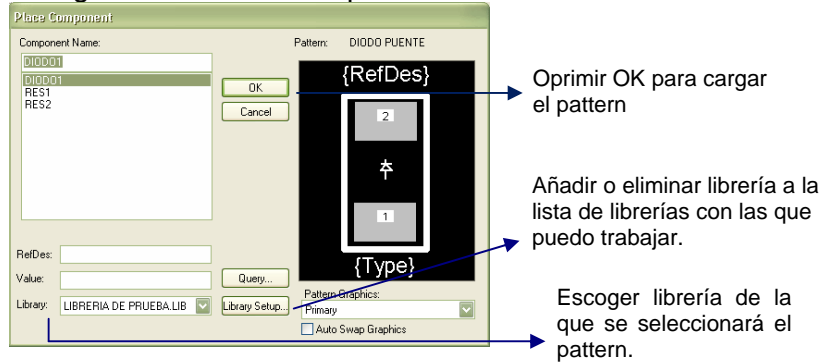 Place Component
Component Name:
DIODO1
DIODO1
RES1
RES2
OK
Cancel
RefDes:
Value:
Query...
Library:
LIBRERIA DE PRUEBA.LIB
Library Setup...
Pattern: DIODO PUENTE
{RefDes}
2
1
{Type}
Pattern Graphics:
Primary
Auto Swap Graphics
Oprimir OK para cargar
el pattern
Añadir o eliminar librería a la
lista de librerías con las que
puedo trabajar.
Escoger librería de la
que se seleccionará el
pattern.